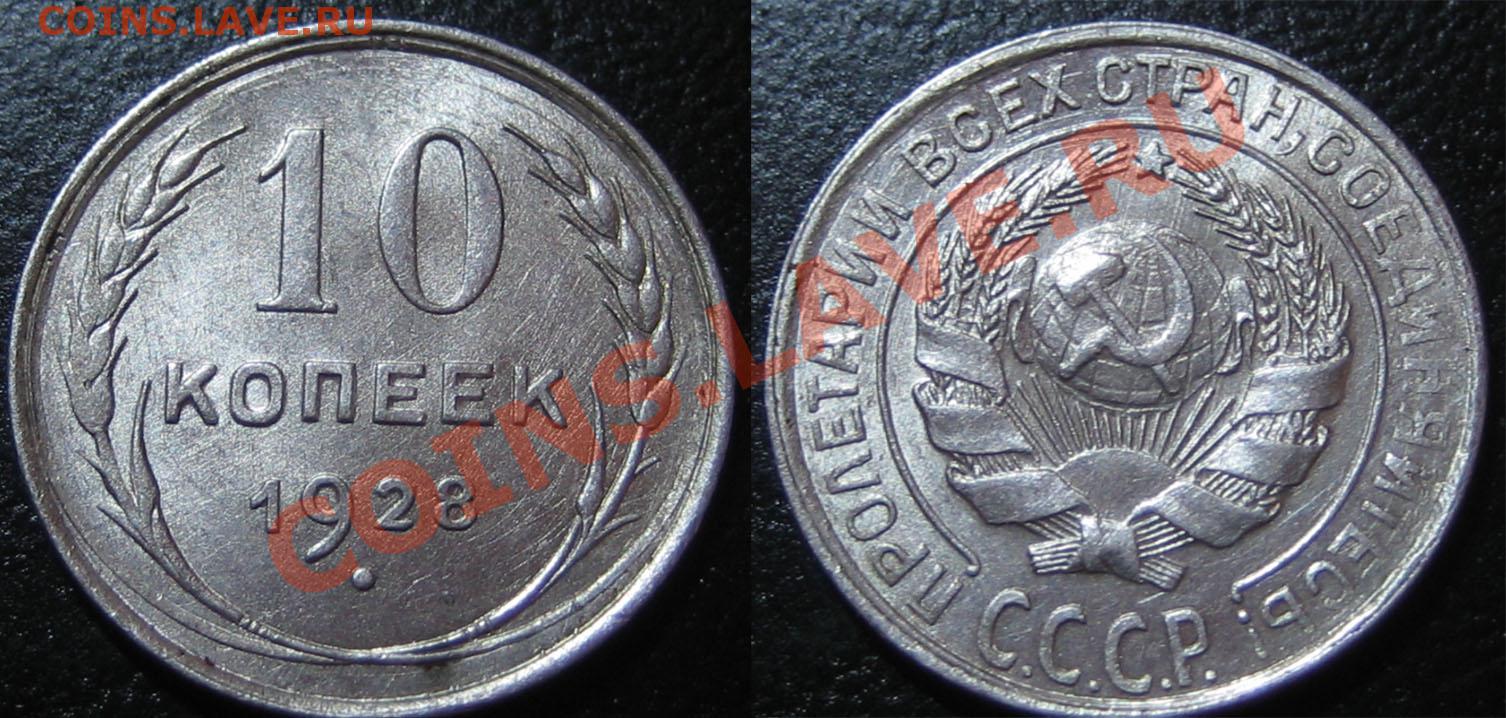 COINS.LAVE.RU
10
КОПЕЕК
1928
ПРОЛЕТАРИИ ВСЕХ СТРАН, СОЕДИНЯЙТЕСЬ!
С.С.С.Р.
COINS.LAVE.RU